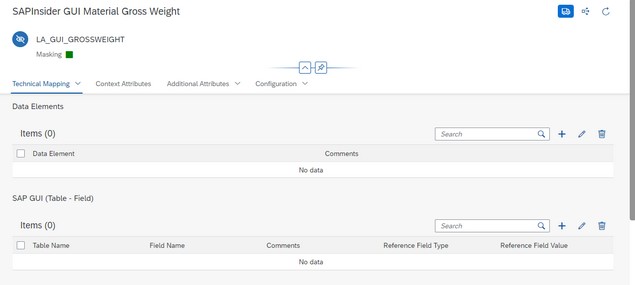 SAPInsider GUI Material Gross Weight
LA_GUI_GROSSWEIGHT
Masking
Technical Mapping Context Attributes Additional Attributes Configuration
Data Elements
Items (0) Search
Data Element Comments
No data
SAP GUI (Table - Field)
Items (0) Search
Table Name Field Name Comments Reference Field Type Reference Field Value
No data